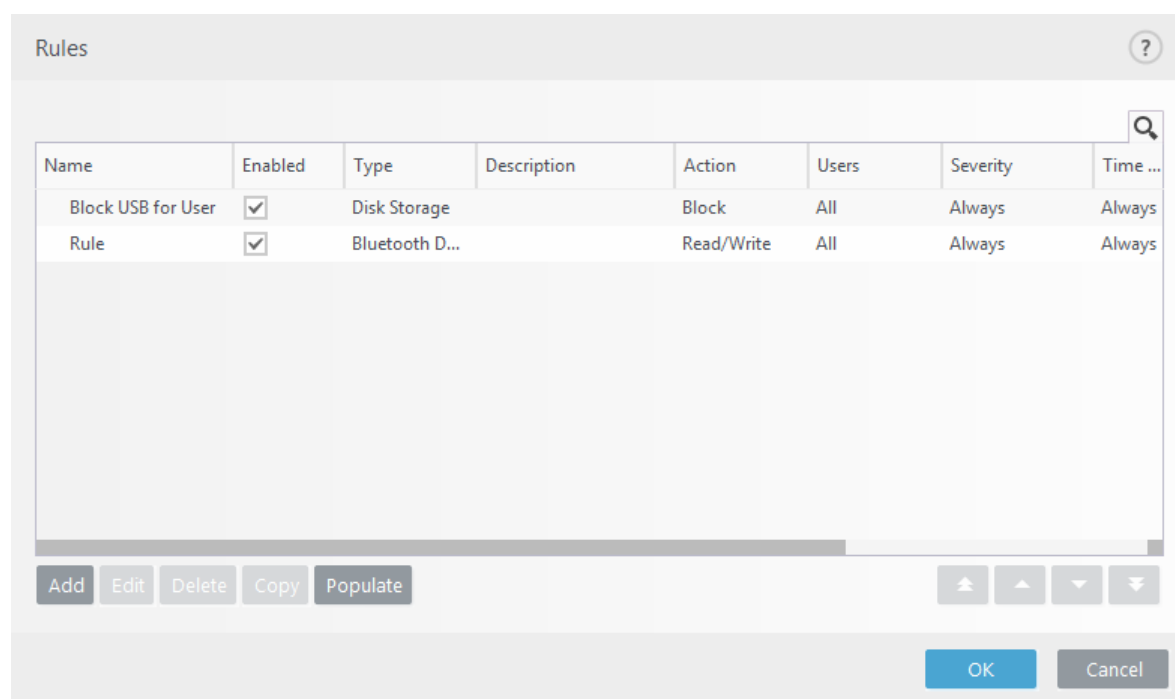 Rules ?
Name Enabled Type Description Action Users Severity Time ...
Block USB for User Disk Storage Block All Always Always
Rule Bluetooth D... Read/Write All Always Always
Add Edit Delete Copy Populate
OK Cancel